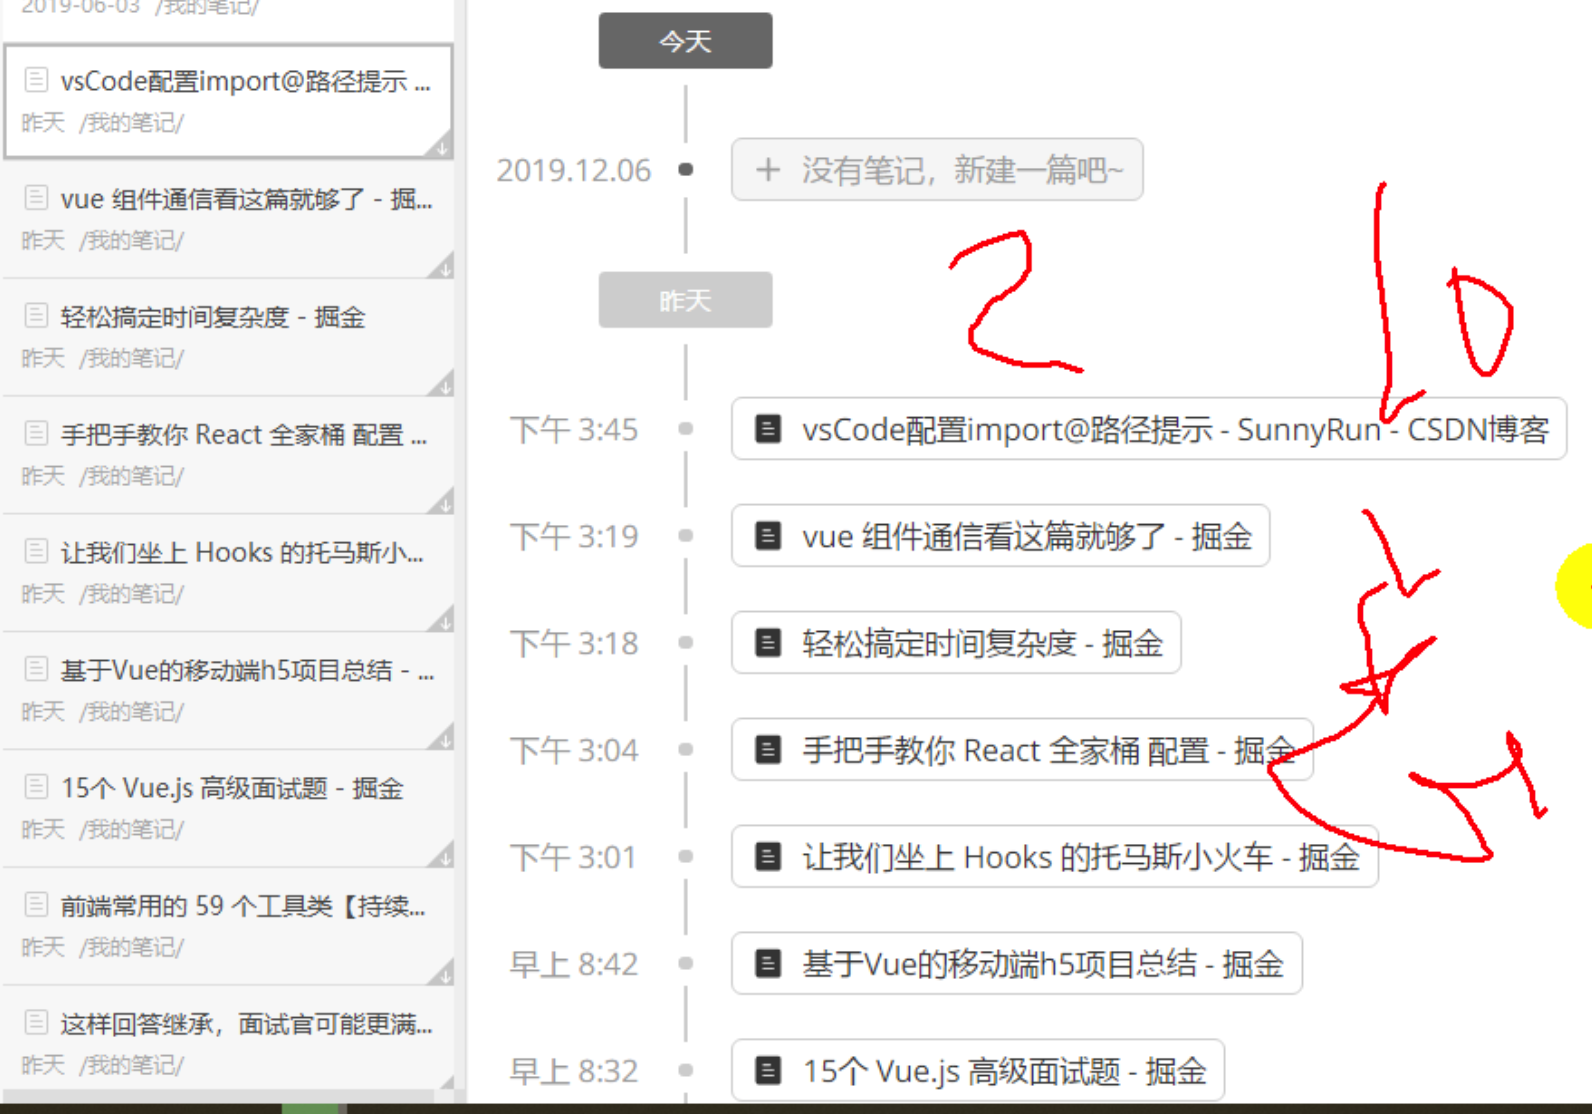 2019-06-03 /我的笔记/
vsCode配置import@路径提示 ...
昨天 /我的笔记/
vue 组件通信看这篇就够了 - 掘...
昨天 /我的笔记/
轻松搞定时间复杂度 - 掘金
昨天 /我的笔记/
手把手教你 React 全家桶 配置 ...
昨天 /我的笔记/
让我们坐上 Hooks 的托马斯小...
昨天 /我的笔记/
基于Vue的移动端h5项目总结 - ...
昨天 /我的笔记/
15个 Vue.js 高级面试题 - 掘金
昨天 /我的笔记/
前端常用的 59 个工具类【持续...
昨天 /我的笔记/
这样回答继承，面试官可能更满...
昨天 /我的笔记/
今天
2019.12.06 + 没有笔记，新建一篇吧~
2
10
昨天
下午 3:45 vsCode配置import@路径提示 - SunnyRun - CSDN博客
下午 3:19 vue 组件通信看这篇就够了 - 掘金
下午 3:18 轻松搞定时间复杂度 - 掘金
下午 3:04 手把手教你 React 全家桶 配置 - 掘金
下午 3:01 让我们坐上 Hooks 的托马斯小火车 - 掘金
早上 8:42 基于Vue的移动端h5项目总结 - 掘金
早上 8:32 15个 Vue.js 高级面试题 - 掘金